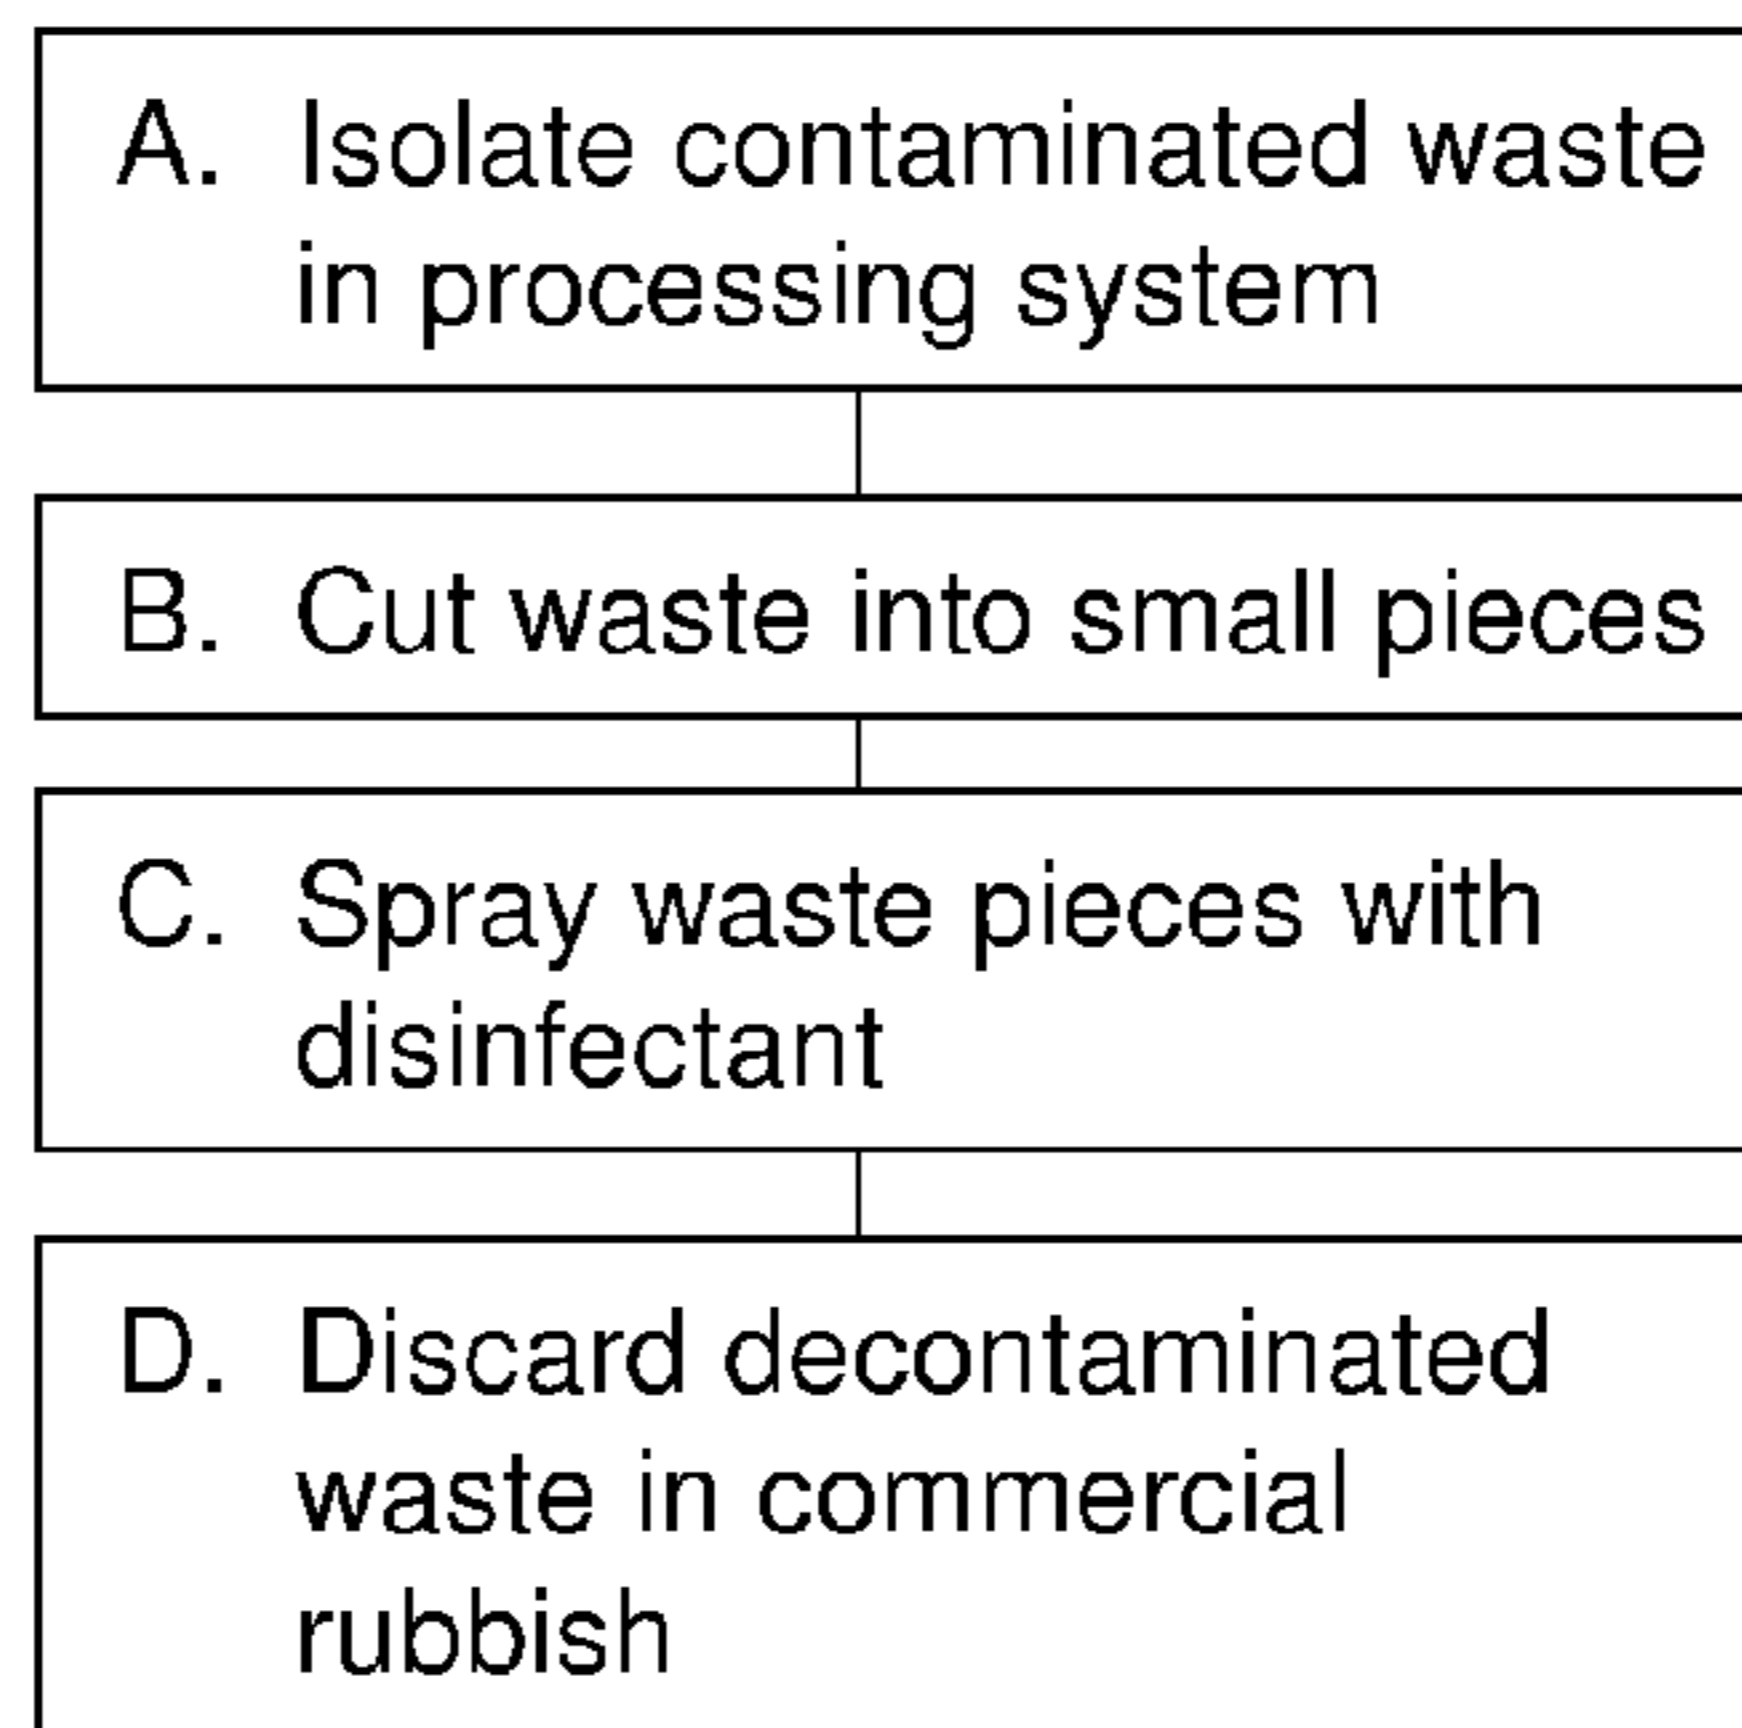 A. Isolate contaminated waste
in processing system
B. Cut waste into small pieces
C. Spray waste pieces with
disinfectant
D. Discard decontaminated
waste in commercial
rubbish